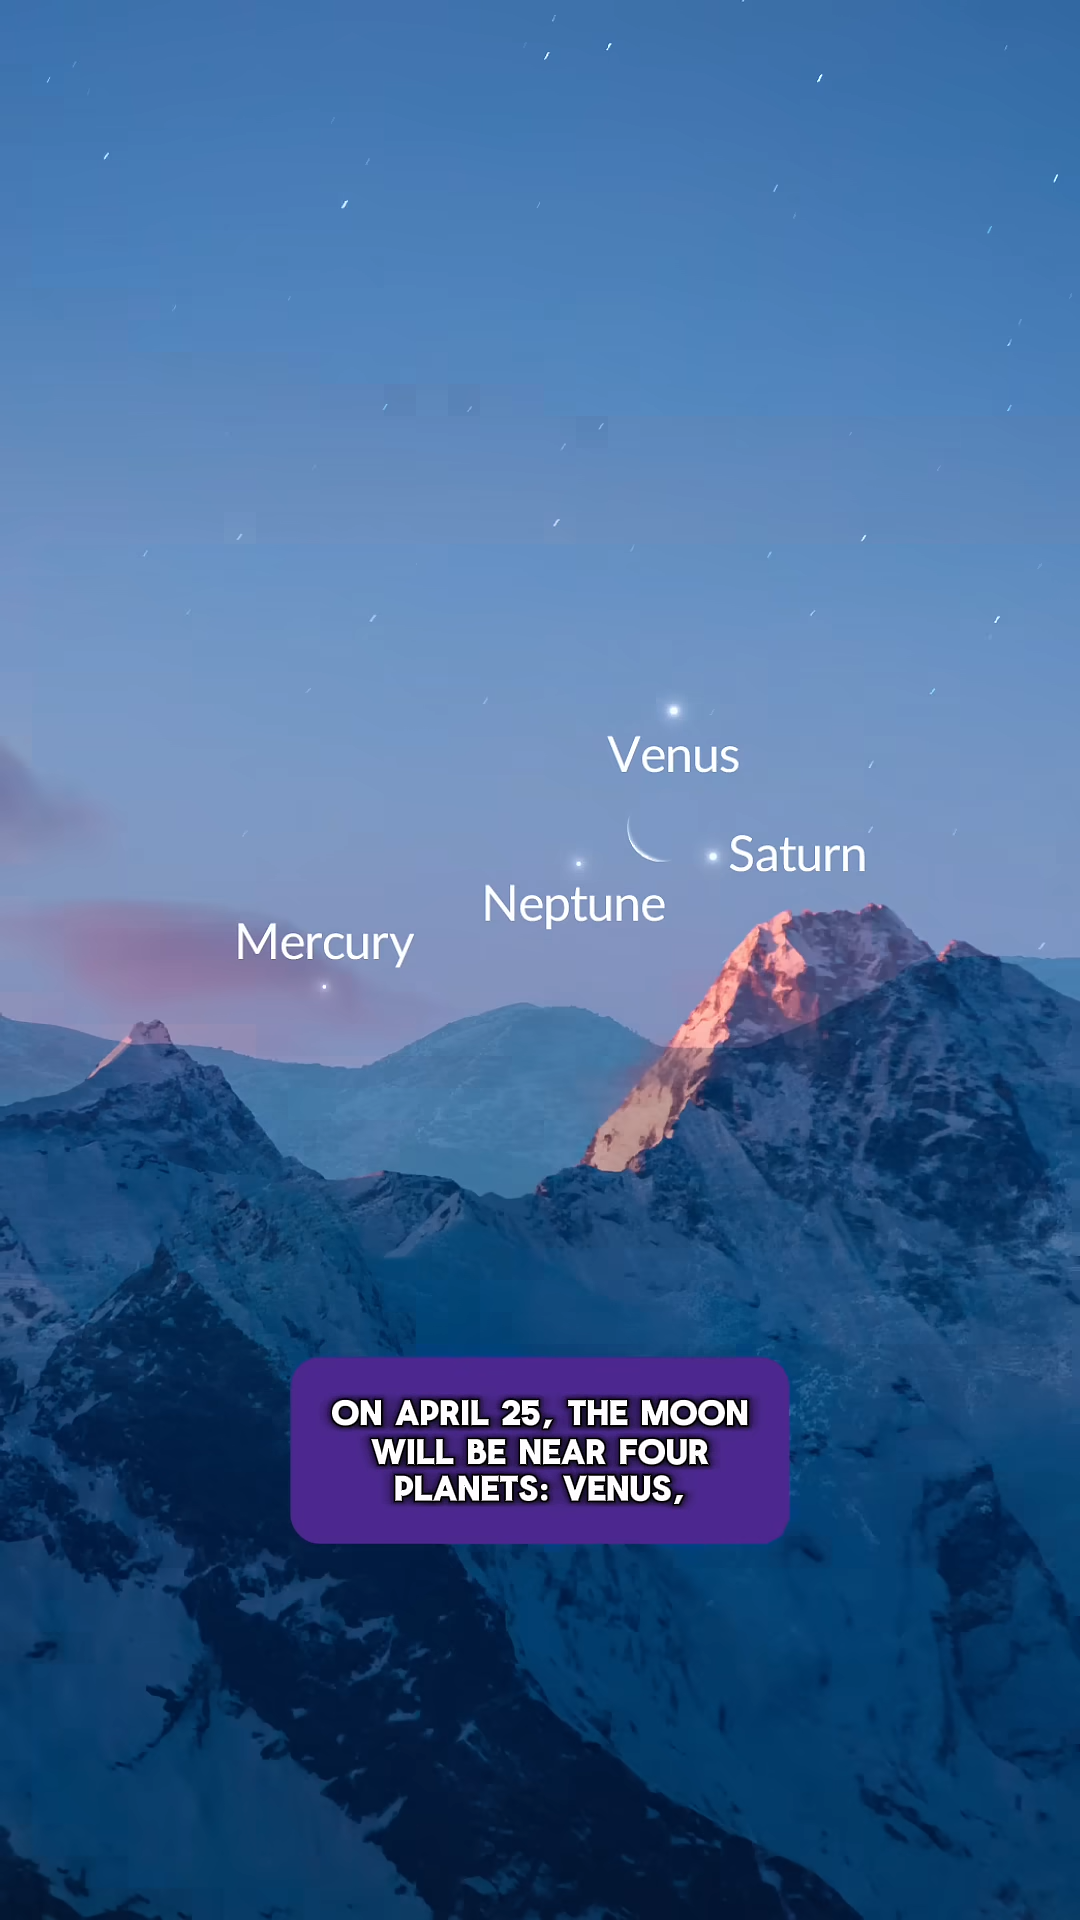 Venus
Saturn
Neptune
Mercury
ON APRIL 25, THE MOON
WILL BE NEAR FOUR
PLANETS: VENUS,